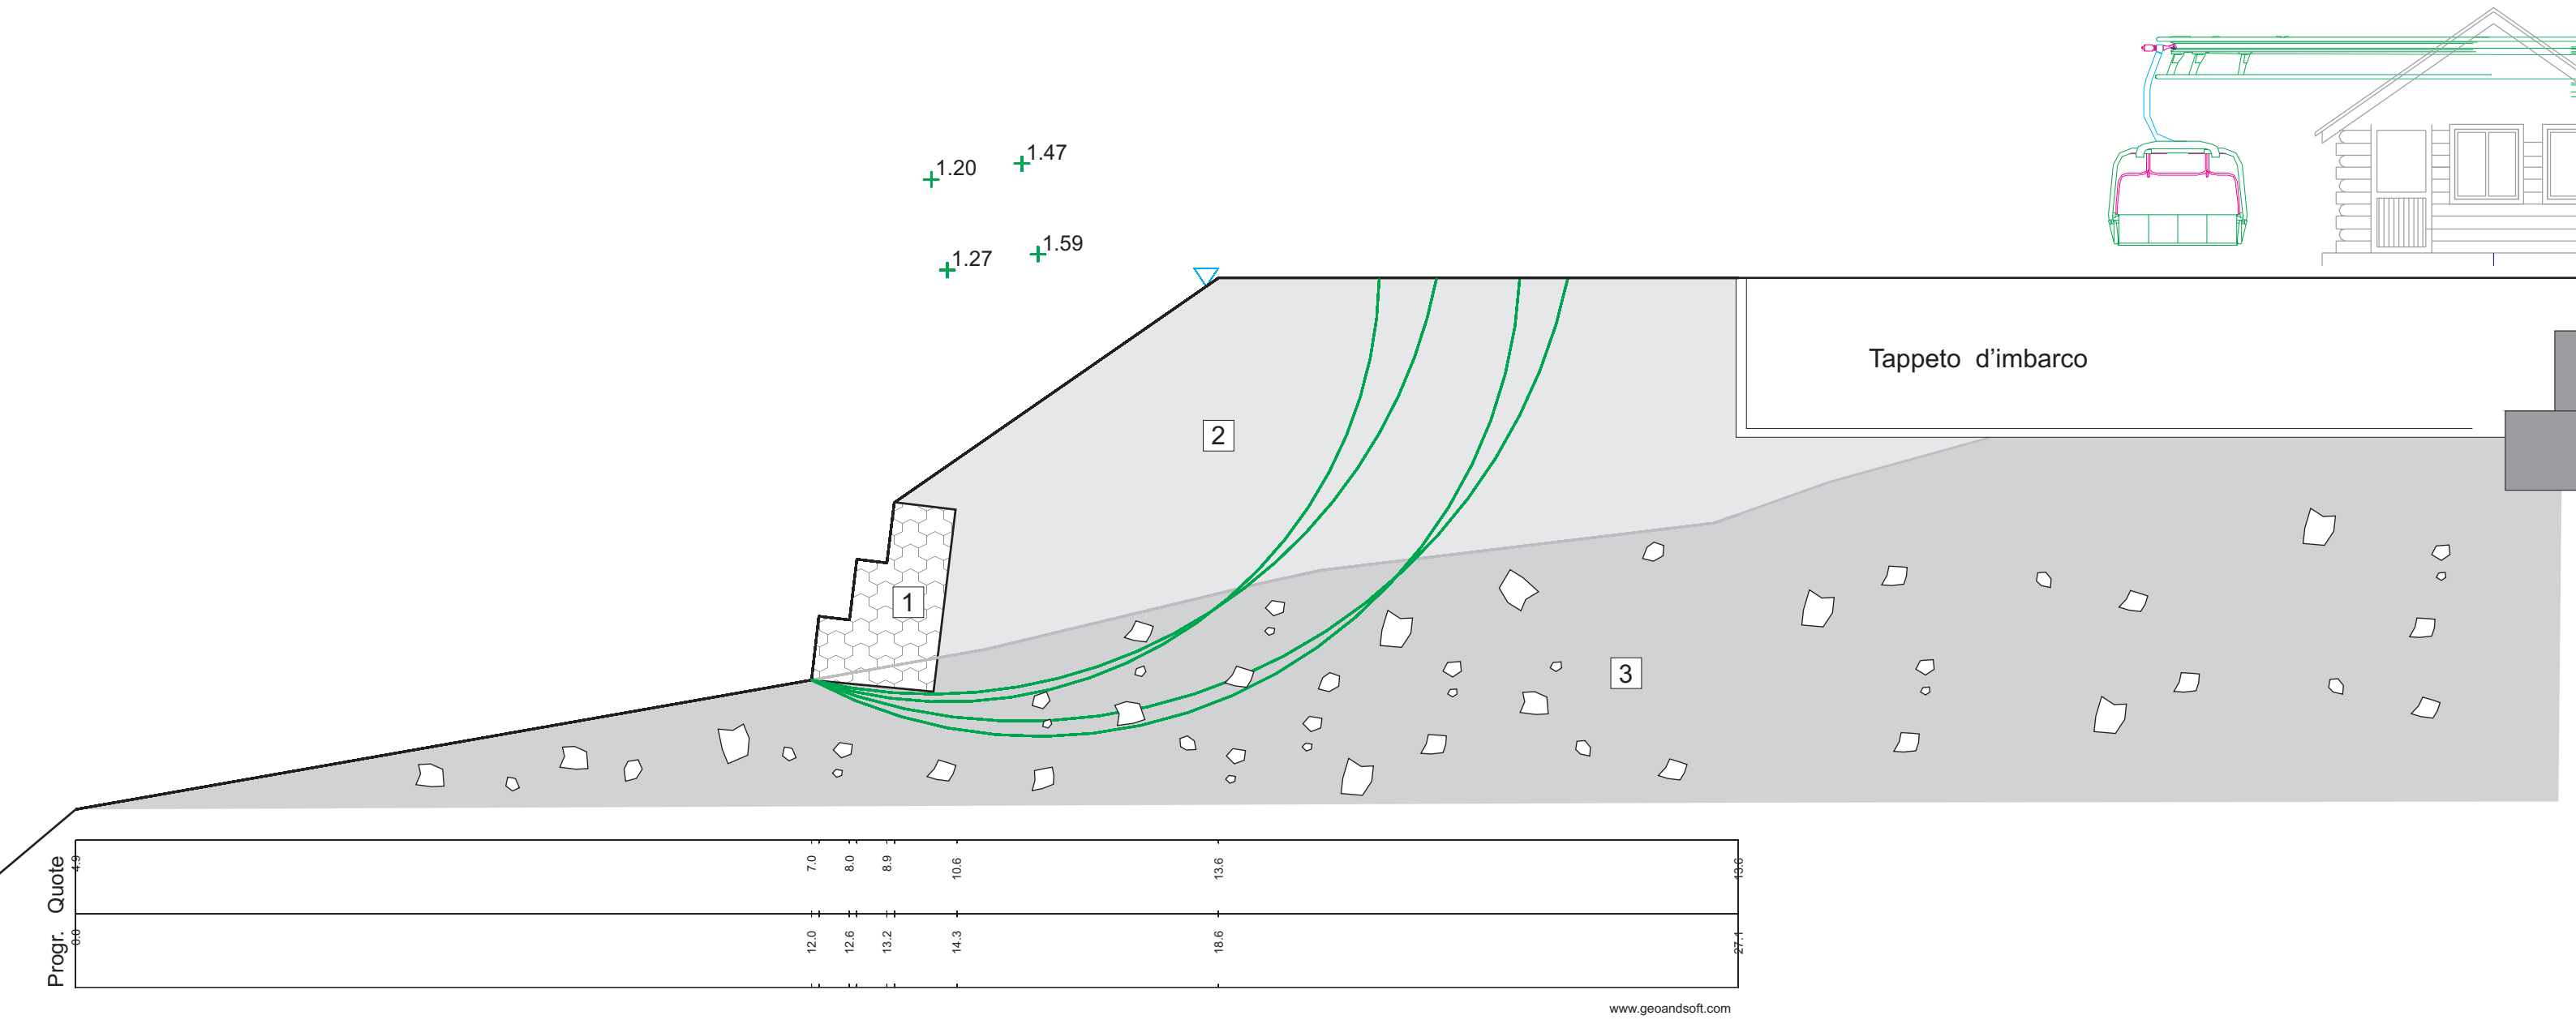 1.20
1.47
1.27
1.59
Tappeto d'imbarco
2
1
3
Quote 4.9 7.0 8.0 8.9 10.6 13.6 13.6
Progr. 0.0 12.0 12.6 13.2 14.3 18.6 27.1
www.geoandsoft.com